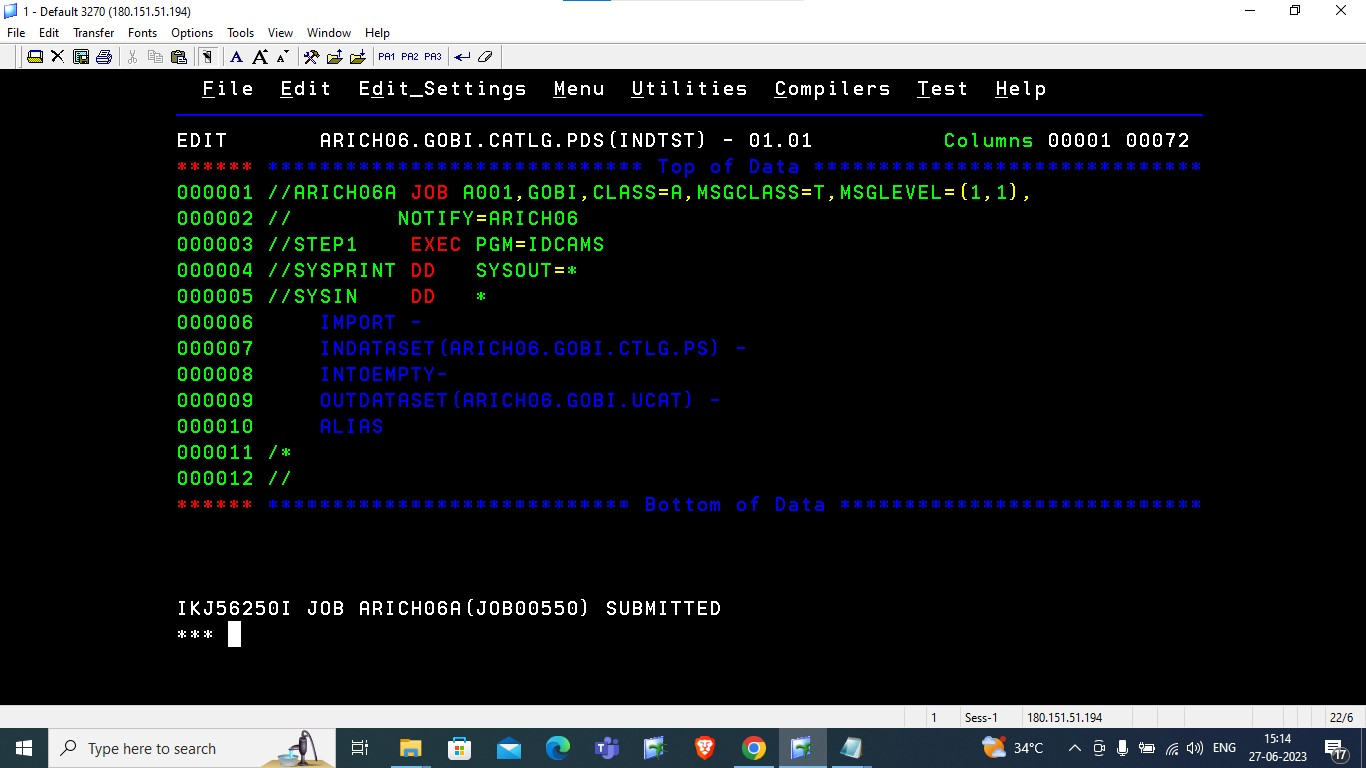 1 - Default 3270 (180.151.51.194)
File Edit Transfer Fonts Options Tools View Window Help
A A A PA1 PA2 PA3
File Edit Edit_Settings Menu Utilities Compilers Test Help
EDIT ARICH06.GOBI.CATLG.PDS(INDTST) - 01.01 Columns 00001 00072
****** ***************************** Top of Data ******************************
000001 //ARICH06A JOB A001,GOBI,CLASS=A,MSGCLASS=T,MSGLEVEL=(1,1),
000002 // NOTIFY=ARICH06
000003 //STEP1 EXEC PGM=IDCAMS
000004 //SYSPRINT DD SYSOUT=*
000005 //SYSIN DD *
000006 IMPORT -
000007 INDATASET(ARICH06.GOBI.CTLG.PS) -
000008 INTOEMPTY-
000009 OUTDATASET(ARICH06.GOBI.UCAT) -
000010 ALIAS
000011 /*
000012 //
****** **************************** Bottom of Data ****************************
IKJ56250I JOB ARICH06A(JOB00550) SUBMITTED
***
1 Sess-1 180.151.51.194 22/6
Type here to search 34°C ENG 15:14
27-06-2023 17